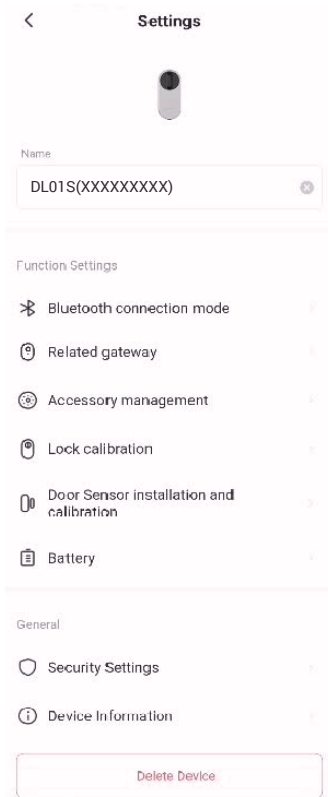 Settings
Name
DL01S(XXXXXXXXX)
Function Settings
Bluetooth connection mode
Related gateway
Accessory management
Lock calibration
Door Sensor installation and
calibration
Battery
General
Security Settings
Device Information
Delete Device